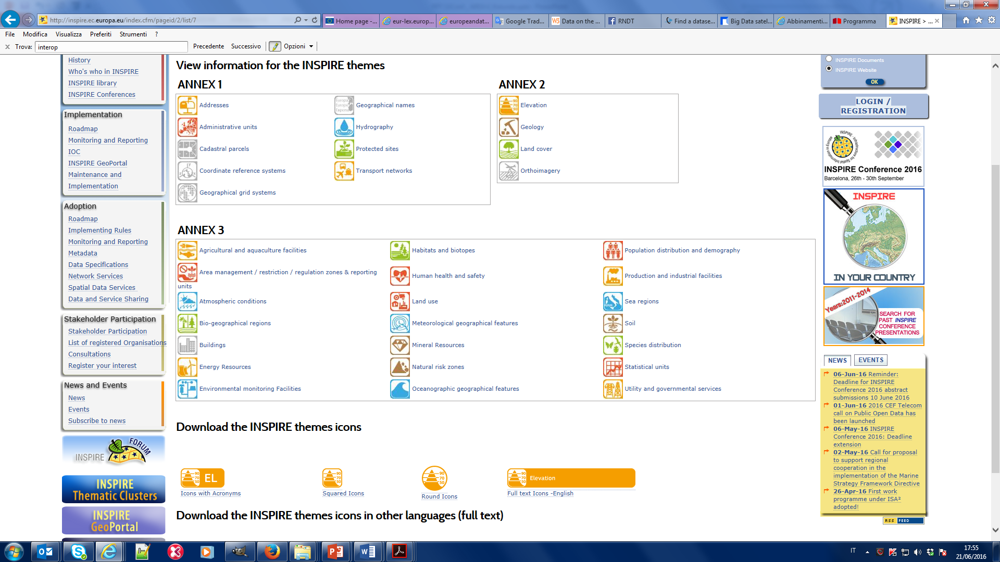 http://inspire.ec.europa.eu/index.cfm/pageid/2/list/7
Home page -...
eur-lex.europ...
europeandat...
Google Trad...
Data on the ...
RNDT
Find a datase...
Big Data satel...
Abbinamenti...
Programma
INSPIRE > ...
File Modifica Visualizza Preferiti Strumenti ?
Trova: interop Precedente Successivo Opzioni
History
Who's who in INSPIRE
INSPIRE library
INSPIRE Conferences
Implementation
Roadmap
Monitoring and Reporting
IOC
INSPIRE GeoPortal
Maintenance and
Implementation
Adoption
Roadmap
Implementing Rules
Monitoring and Reporting
Metadata
Data Specifications
Network Services
Spatial Data Services
Data and Service Sharing
Stakeholder Participation
Stakeholder Participation
List of registered Organisations
Consultations
Register your interest
News and Events
News
Events
Subscribe to news
INSPIRE FORUM
INSPIRE
Thematic Clusters
INSPIRE
GeoPortal
View information for the INSPIRE themes
ANNEX 1
Addresses
Administrative units
Cadastral parcels
Coordinate reference systems
Geographical grid systems
Geographical names
Hydrography
Protected sites
Transport networks
ANNEX 2
Elevation
Geology
Land cover
Orthoimagery
ANNEX 3
Agricultural and aquaculture facilities
Area management / restriction / regulation zones & reporting
units
Atmospheric conditions
Bio-geographical regions
Buildings
Energy Resources
Environmental monitoring Facilities
Habitats and biotopes
Human health and safety
Land use
Meteorological geographical features
Mineral Resources
Natural risk zones
Oceanographic geographical features
Population distribution and demography
Production and industrial facilities
Sea regions
Soil
Species distribution
Statistical units
Utility and governmental services
Download the INSPIRE themes icons
EL
Icons with Acronyms
Squared Icons
Round Icons
Elevation
Full text Icons -English
Download the INSPIRE themes icons in other languages (full text)
INSPIRE Documents
INSPIRE Website
OK
LOGIN /
REGISTRATION
INSPIRE Conference 2016
Barcelona, 26th - 30th September
INSPIRE
IN YOUR COUNTRY
Years:2011-2014
SEARCH FOR
PAST INSPIRE
CONFERENCE
PRESENTATIONS
NEWS EVENTS
06-Jun-16 Reminder:
Deadline for INSPIRE
Conference 2016 abstract
submissions 10 June 2016
01-Jun-16 2016 CEF Telecom
call on Public Open Data has
been launched
06-May-16 INSPIRE
Conference 2016: Deadline
extension
02-May-16 Call for proposal
to support regional
cooperation in the
implementation of the Marine
Strategy Framework Directive
26-Apr-16 First work
programme under ISA²
adopted!
RSS FEED
IT
17:55
21/06/2016